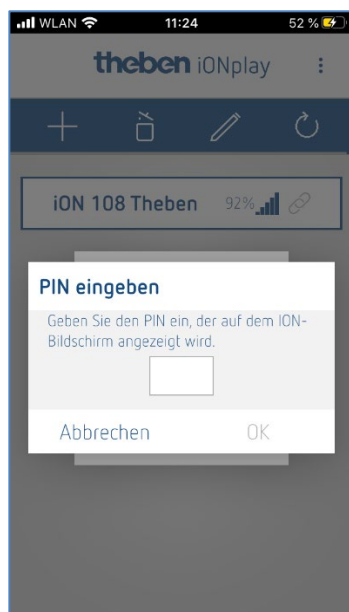 WLAN 11:24 52 %
theben iONplay
iON 108 Theben 92%
PIN eingeben
Geben Sie den PIN ein, der auf dem ION-
Bildschirm angezeigt wird.
Abbrechen OK